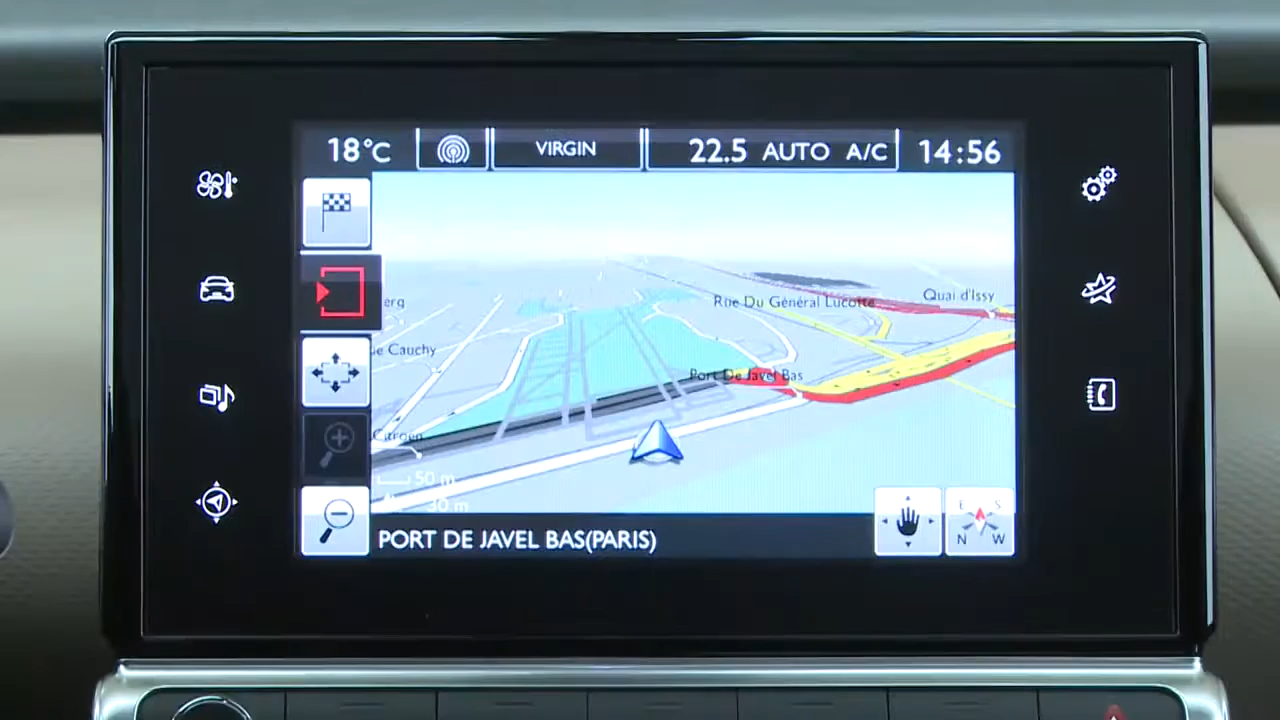 18°C VIRGIN 22.5 AUTO A/C 14:56
Rue Du Général Lucotte Quai d'Issy
erg
ue Cauchy
Port De Javel Bas
Citroen
50 m
30 m
E S
N W
PORT DE JAVEL BAS(PARIS)